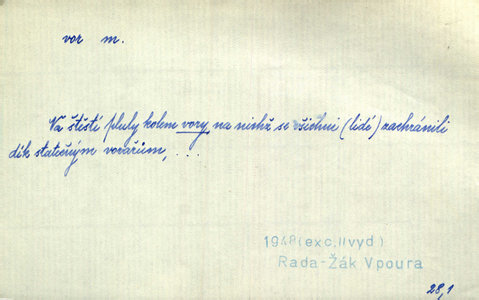 vor m.
Na štěstí pluly kolem vory na nichž se všichni (lidé) zachránili
dík statečným vorařům, ...
1948 (exc. II vyd)
Rada-Žák Vpoura
28,1